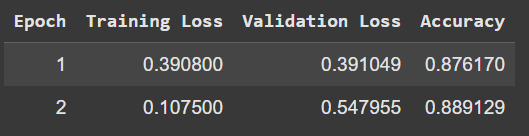 Epoch Training Loss Validation Loss Accuracy
1 0.390800 0.391049 0.876170
2 0.107500 0.547955 0.889129